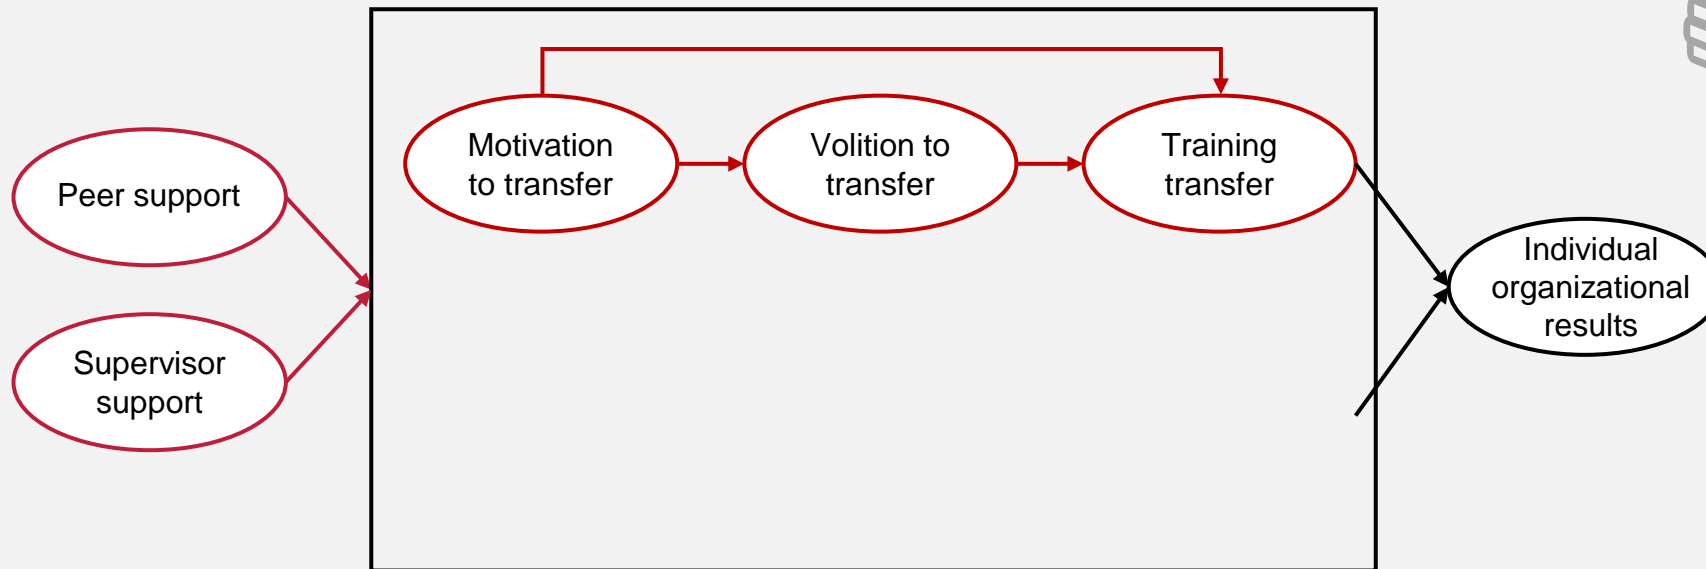 Peer support
Supervisor
support
Motivation
to transfer
Volition to
transfer
Training
transfer
Individual
organizational
results